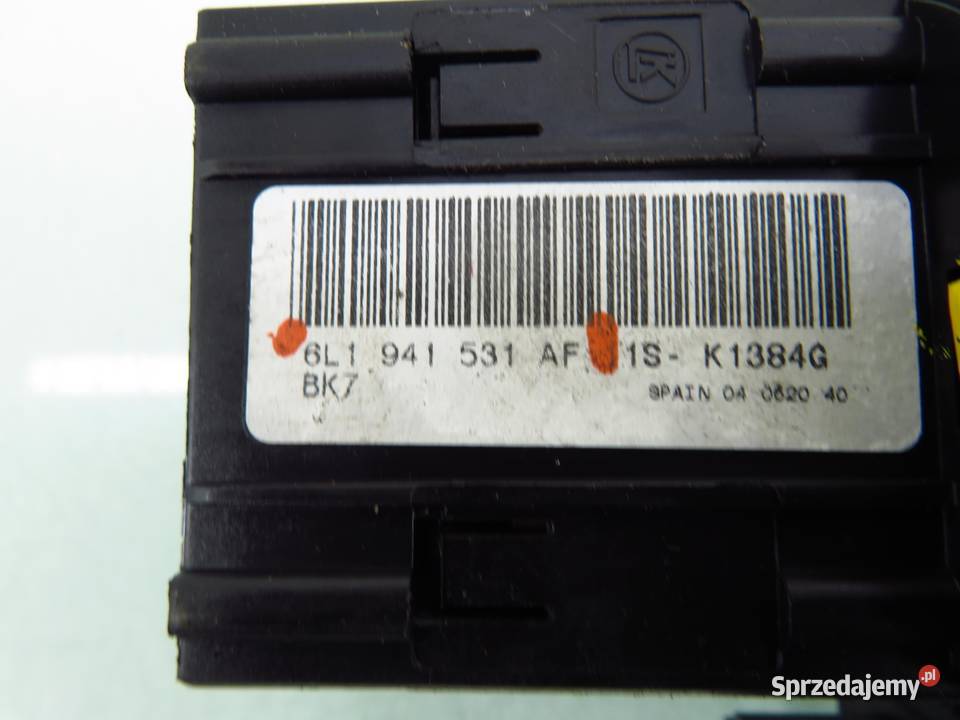 6L1 941 531 AF 1S- K1384G
BK7
SPAIN 04 0620 40
Sprzedajemy.pl